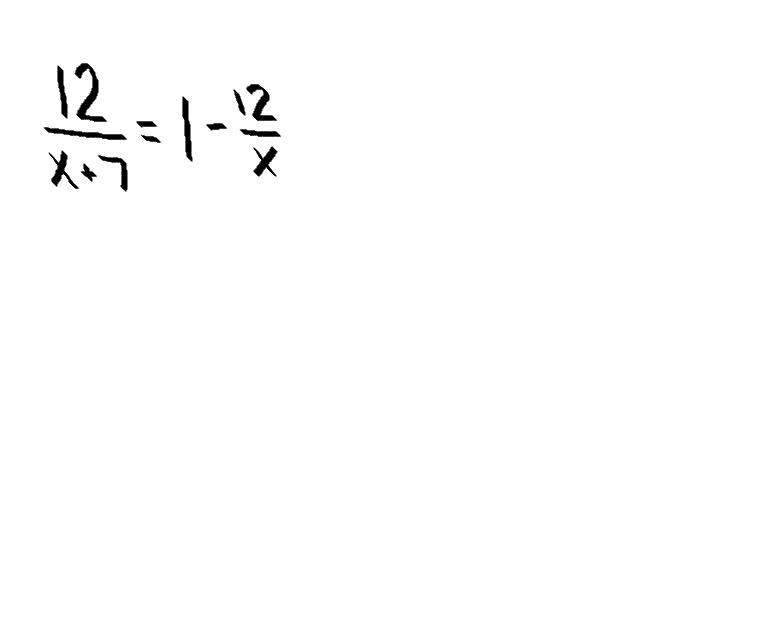 12/(x+7) = 1 - 12/x